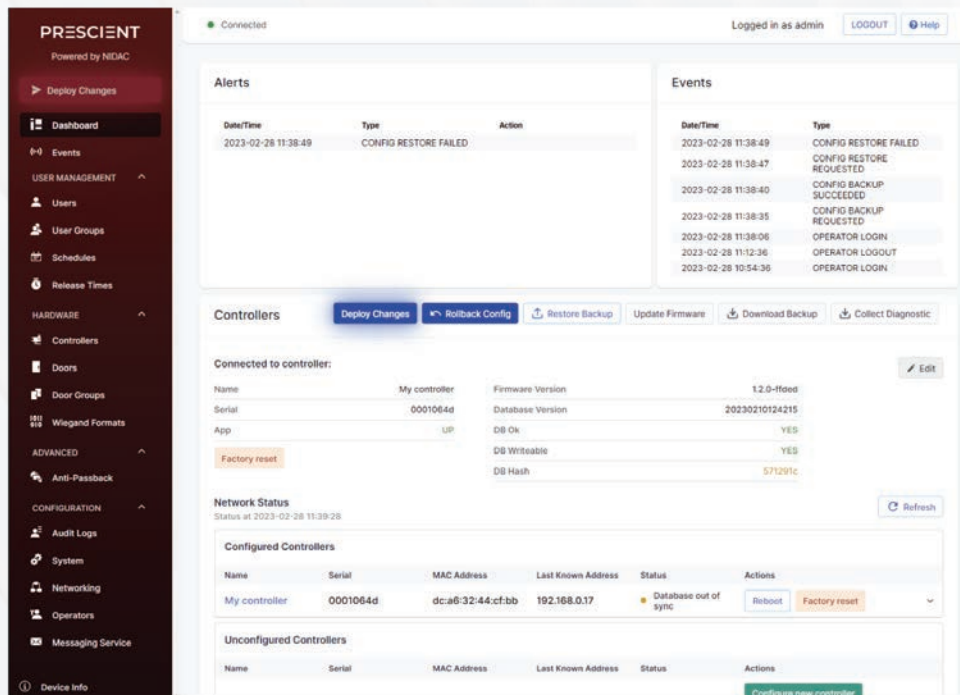 PRESCIENT
Powered by NIDAC
Deploy Changes
Dashboard
Events
USER MANAGEMENT
Users
User Groups
Schedules
Release Times
HARDWARE
Controllers
Doors
Door Groups
Wiegand Formats
ADVANCED
Anti-Passback
CONFIGURATION
Audit Logs
System
Networking
Operators
Messaging Service
Device Info
Connected
Logged in as admin
LOGOUT
Help
Alerts
Date/Time Type Action
2023-02-28 11:38:49 CONFIG RESTORE FAILED
Events
Date/Time Type
2023-02-28 11:38:49 CONFIG RESTORE FAILED
2023-02-28 11:38:47 CONFIG RESTORE
REQUESTED
2023-02-28 11:38:40 CONFIG BACKUP
SUCCEEDED
2023-02-28 11:38:35 CONFIG BACKUP
REQUESTED
2023-02-28 11:38:06 OPERATOR LOGIN
2023-02-28 11:12:36 OPERATOR LOGOUT
2023-02-28 10:54:36 OPERATOR LOGIN
Controllers
Deploy Changes Rollback Config Restore Backup Update Firmware Download Backup Collect Diagnostic
Connected to controller:
Edit
Name My controller Firmware Version 1.2.0-ffded
Serial 0001064d Database Version 20230210124215
App UP DB Ok YES
Factory reset DB Writeable YES
DB Hash 571291c
Network Status
Status at 2023-02-28 11:39:28
Refresh
Configured Controllers
Name Serial MAC Address Last Known Address Status Actions
My controller 0001064d dc:a6:32:44:cf:bb 192.168.0.17 Database out of
sync Reboot Factory reset
Unconfigured Controllers
Name Serial MAC Address Last Known Address Status Actions
Configure new controller